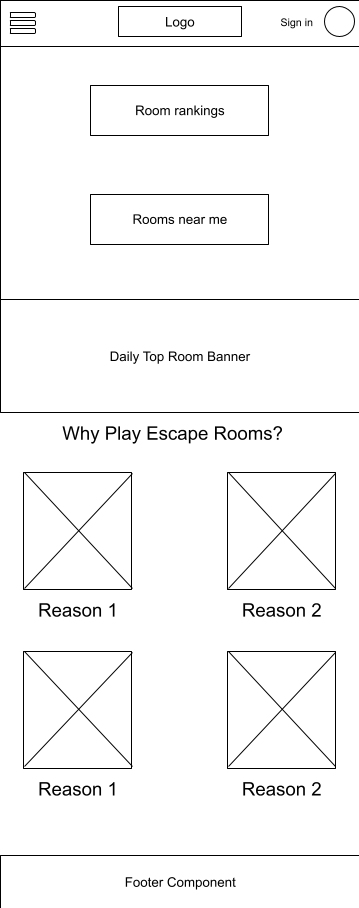 Logo
Sign in
Room rankings
Rooms near me
Daily Top Room Banner
Why Play Escape Rooms?
Reason 1
Reason 2
Reason 1
Reason 2
Footer Component